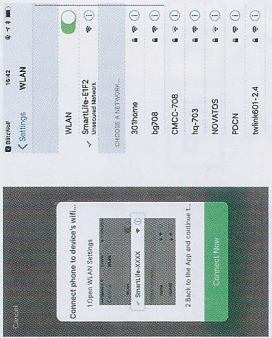 BlitzWolf 16:42
Settings WLAN
WLAN
SmartLife-E1F2
Unsecured Network
CHOOSE A NETWORK...
301home
bg708
CMCC-708
hq-703
NOVATOS
PDCN
twlink601-2.4
Cancel
Connect phone to device's wifi...
1.Open WLAN Settings
SmartLife-XXXX
2.Back to the App and continue t...
Connect Now